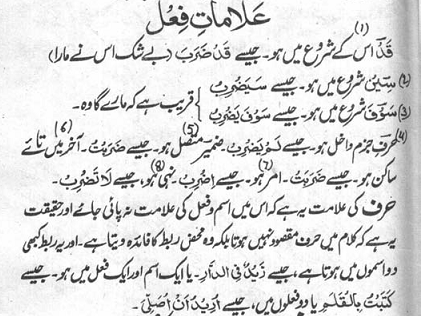 علاماتِ فعل
(۱) قَدْ اس کے شروع میں ہو۔ جیسے قَدْ ضَرَبَ (بے شک اس نے مارا)
(۲) سین شروع میں ہو۔ جیسے سَیَضْرِبُ
(۳) سَوْفَ شروع میں ہو۔ جیسے سَوْفَ یَضْرِبُ } قریب ہے کہ مارے گا وہ۔
(۴) حرفِ جزم داخل ہو۔ جیسے لَمْ یَضْرِبْ۔ (5) ضمیر متصل ہو۔ جیسے ضَرَبْتُ۔ (6) آخر میں تائے
ساکن ہو۔ جیسے ضَرَبَتْ۔ (7) امر ہو۔ جیسے اِضْرِبْ۔ (8) نہی ہو، جیسے لَا تَضْرِبْ۔
حرف کی علامت یہ ہے کہ اس میں اسم و فعل کی علامت نہ پائی جائے اور حقیقت
یہ ہے کہ کلام میں حرف مقصود نہیں ہوتا بلکہ وہ محض ربط کا فائدہ دیتا ہے۔ اور یہ ربط کبھی
دو اسموں میں ہوتا ہے، جیسے زَیْدٌ فِی الدَّارِ۔ یا ایک اسم اور ایک فعل میں ہو۔ جیسے
کَتَبْتُ بِالْقَلَمِ یا دو فعلوں میں، جیسے اُرِیْدُ اَنْ اُصَلِّیَ۔